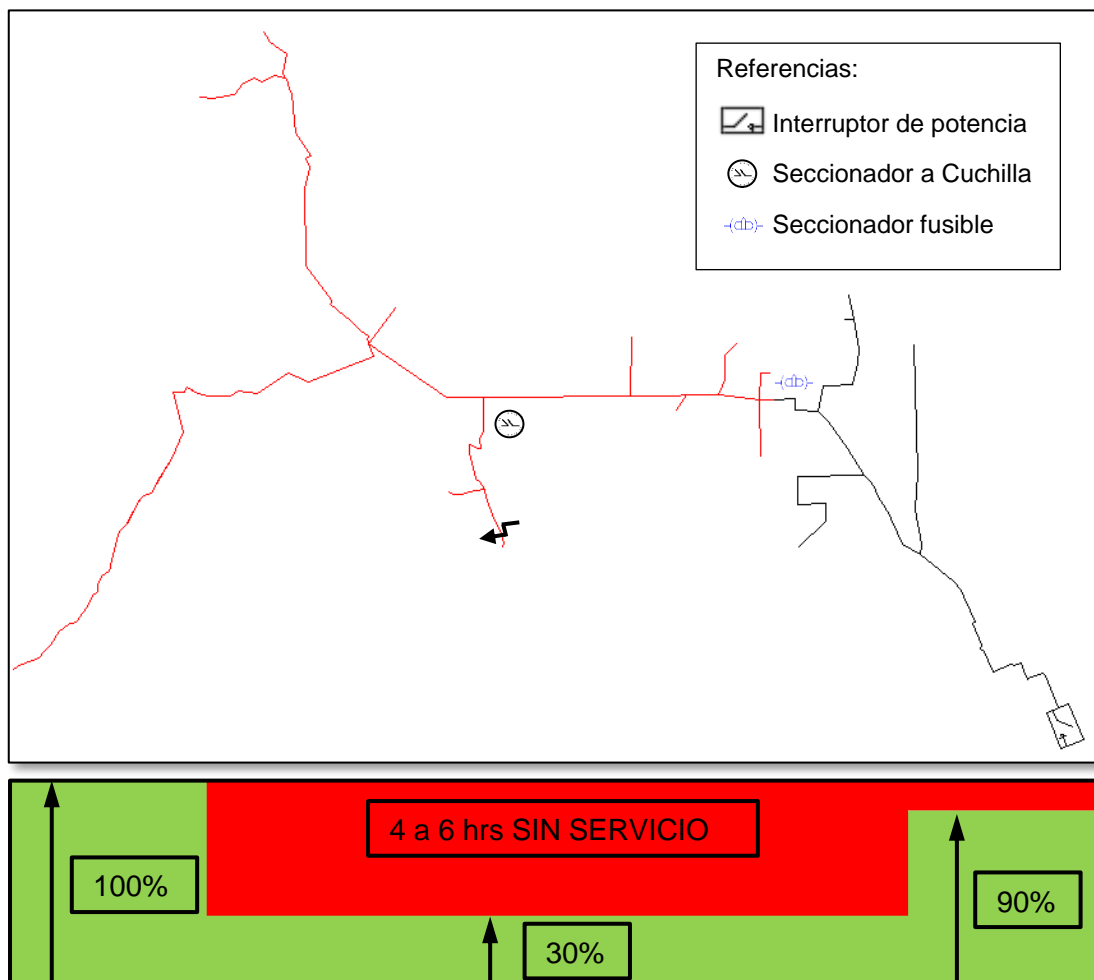 Referencias:
Interruptor de potencia
Seccionador a Cuchilla
Seccionador fusible
4 a 6 hrs SIN SERVICIO
100%
90%
30%